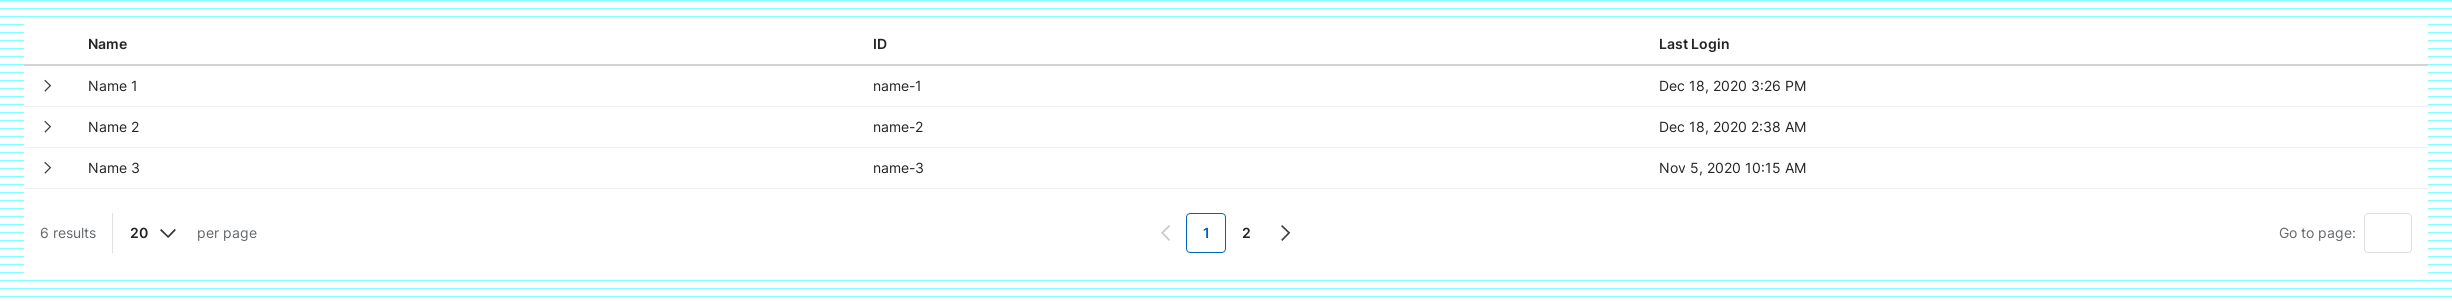 Name ID Last Login
Name 1 name-1 Dec 18, 2020 3:26 PM
Name 2 name-2 Dec 18, 2020 2:38 AM
Name 3 name-3 Nov 5, 2020 10:15 AM
6 results 20 per page 1 2 Go to page: